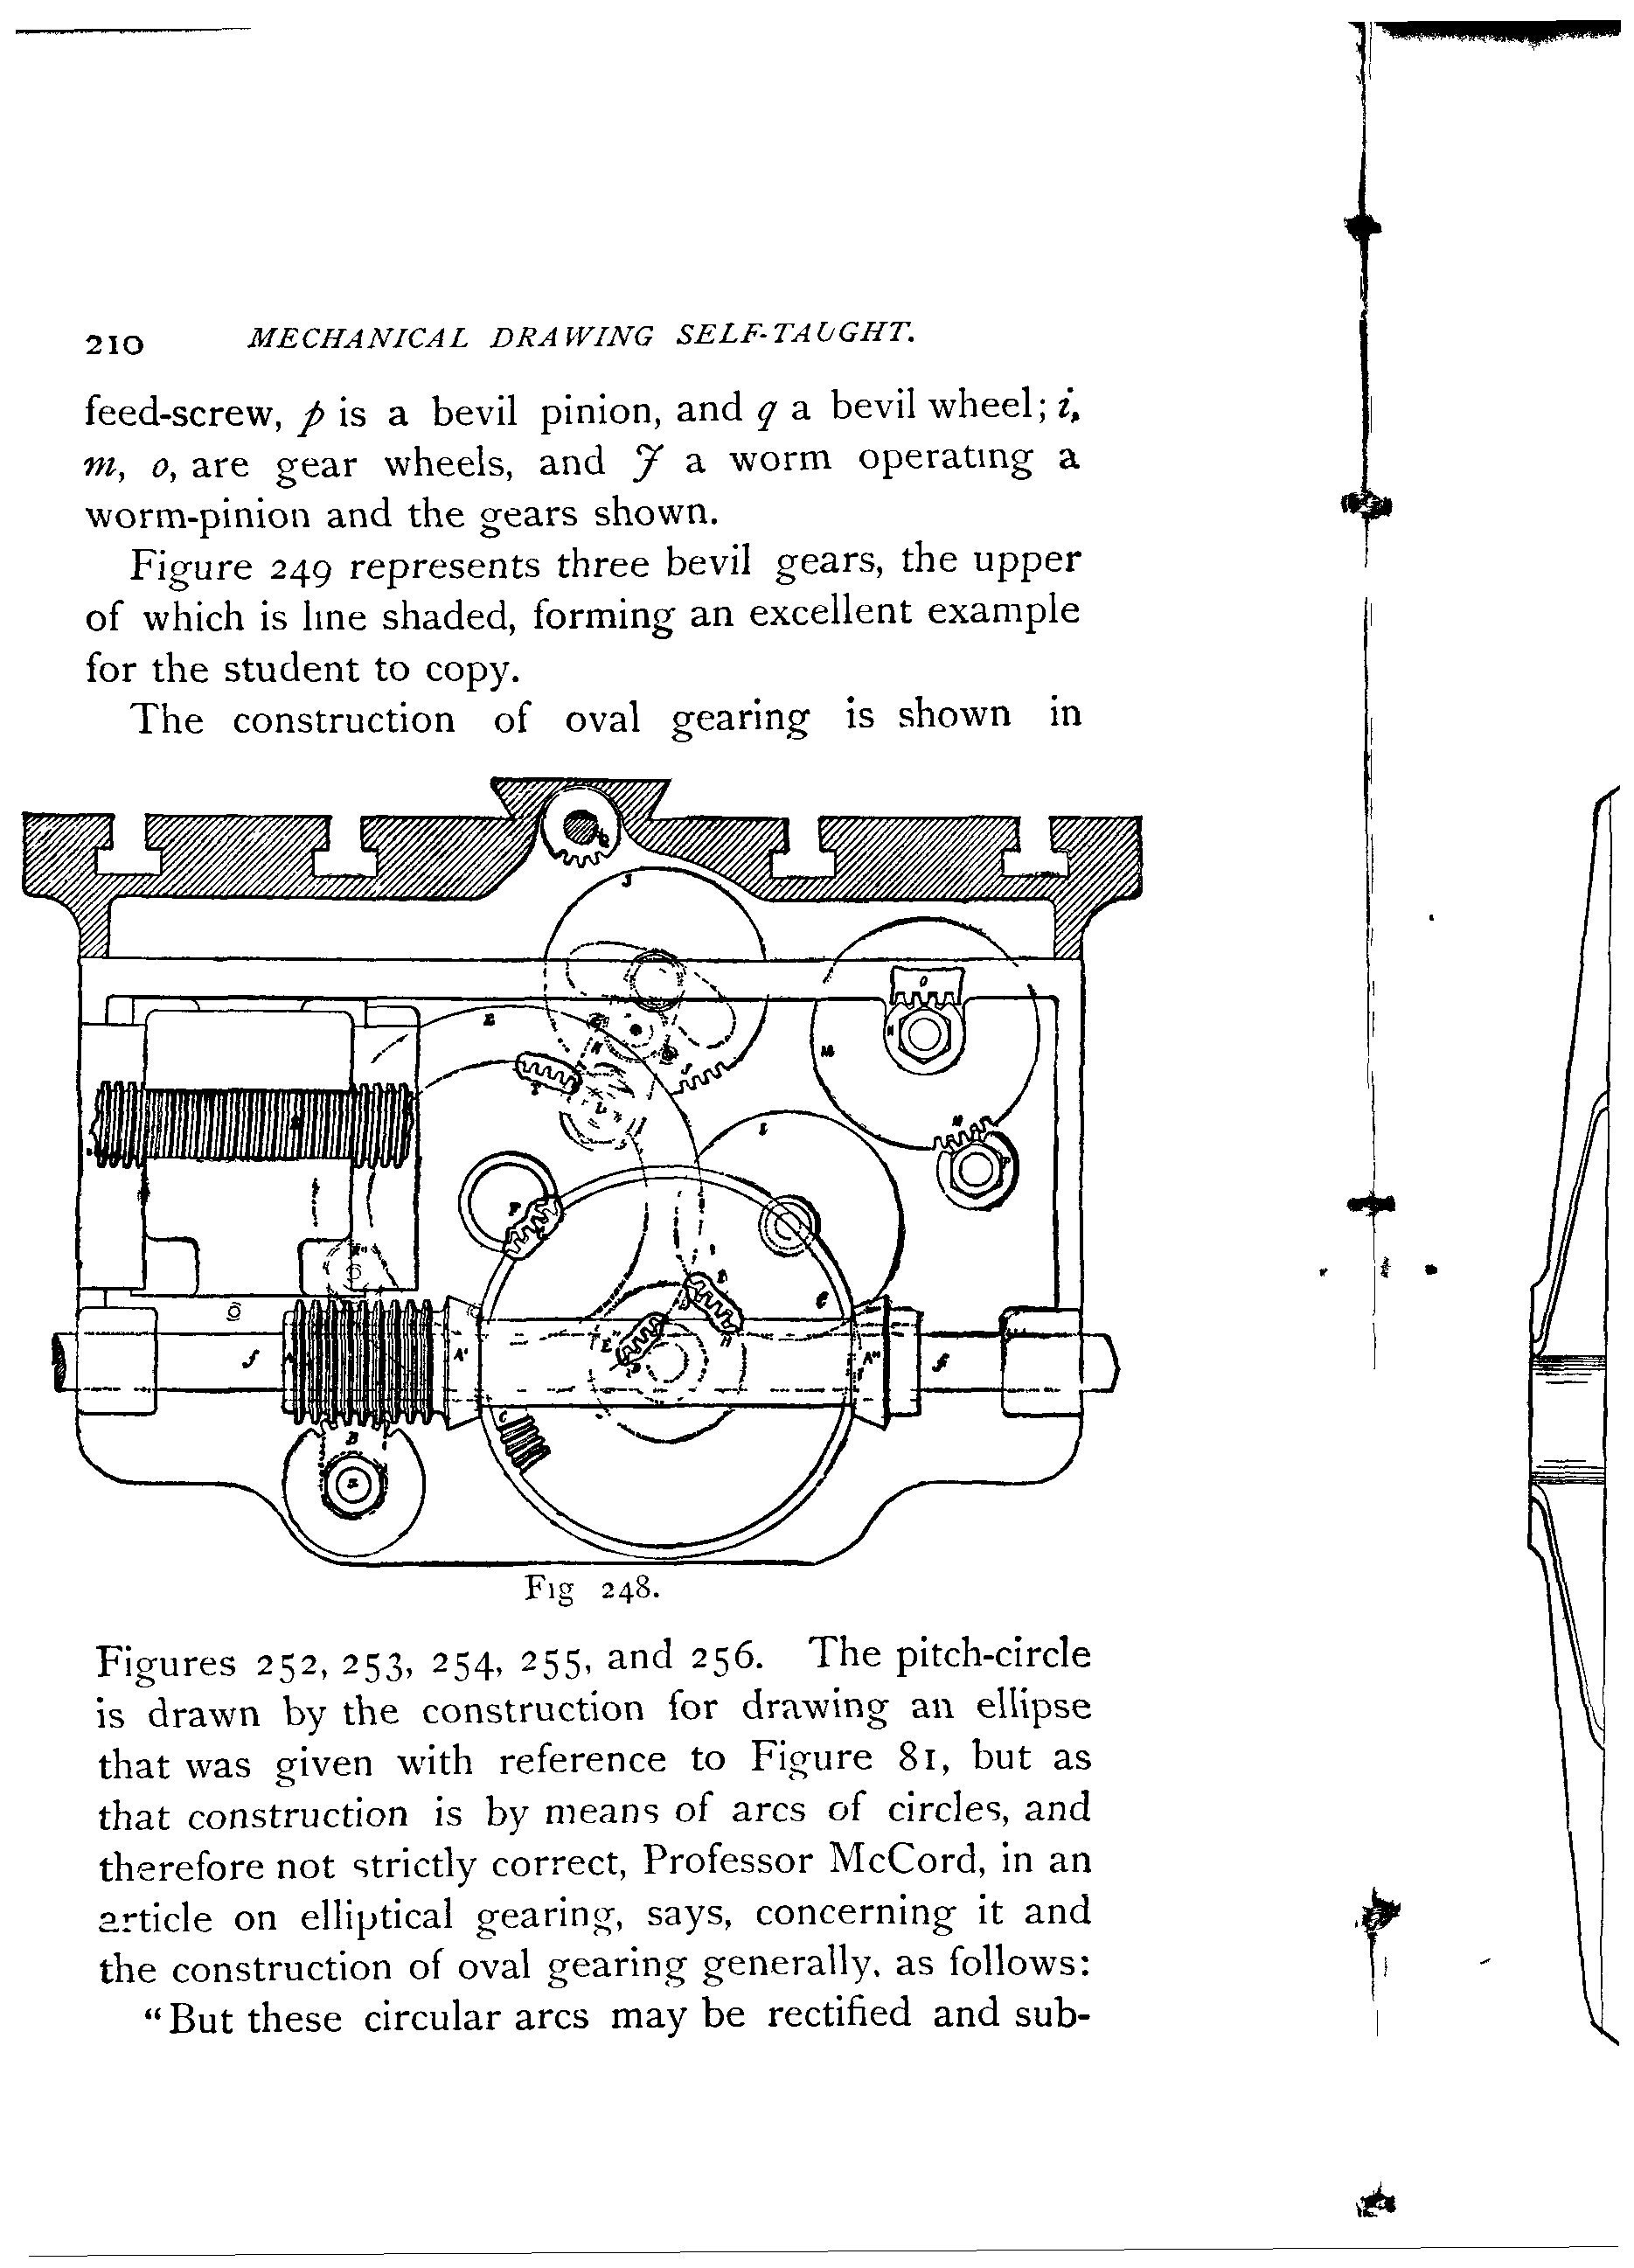 210 MECHANICAL DRAWING SELF-TAUGHT.
feed-screw, p is a bevil pinion, and q a bevil wheel; i,
m, o, are gear wheels, and J a worm operating a
worm-pinion and the gears shown.
Figure 249 represents three bevil gears, the upper
of which is line shaded, forming an excellent example
for the student to copy.
The construction of oval gearing is shown in
J
O
E
N
M
T
L
M
P
I
F
C
E''
D
H
f
A
A'
A''
f
C
B
Fig 248.
Figures 252, 253, 254, 255, and 256. The pitch-circle
is drawn by the construction for drawing an ellipse
that was given with reference to Figure 81, but as
that construction is by means of arcs of circles, and
therefore not strictly correct, Professor McCord, in an
article on elliptical gearing, says, concerning it and
the construction of oval gearing generally, as follows:
"But these circular arcs may be rectified and sub-